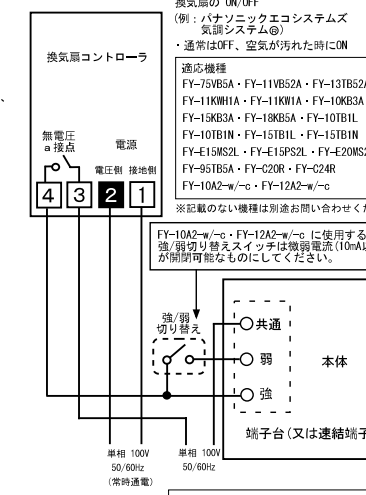 換気扇の ON/OFF
(例：パナソニックエコシステムズ
気調システム®)
・通常はOFF、空気が汚れた時にON
換気扇コントローラ
適応機種
FY-75VB5A・FY-11VB52A・FY-13TB52A
FY-11KWH1A・FY-11KW1A・FY-10KB3A
FY-15KB3A・FY-18KB5A・FY-10TB1L
FY-10TB1N・FY-15TB1L・FY-15TB1N
FY-E15MS2L・FY-E15PS2L・FY-E20MS2
FY-95TB5A・FY-C20R・FY-C24R
FY-10A2-w/-c・FY-12A2-w/-c
※記載のない機種は別途お問い合わせくだ
無電圧
a接点
電源
電圧側 接地側
4 3 2 1
FY-10A2-w/-c・FY-12A2-w/-c に使用する
強/弱切り替えスイッチは微弱電流(10mA以
が開閉可能なものにしてください。
強/弱
切り替え
共通
弱
強
本体
端子台(又は連結端子
単相 100V
50/60Hz
(常時通電)
単相 100V
50/60Hz